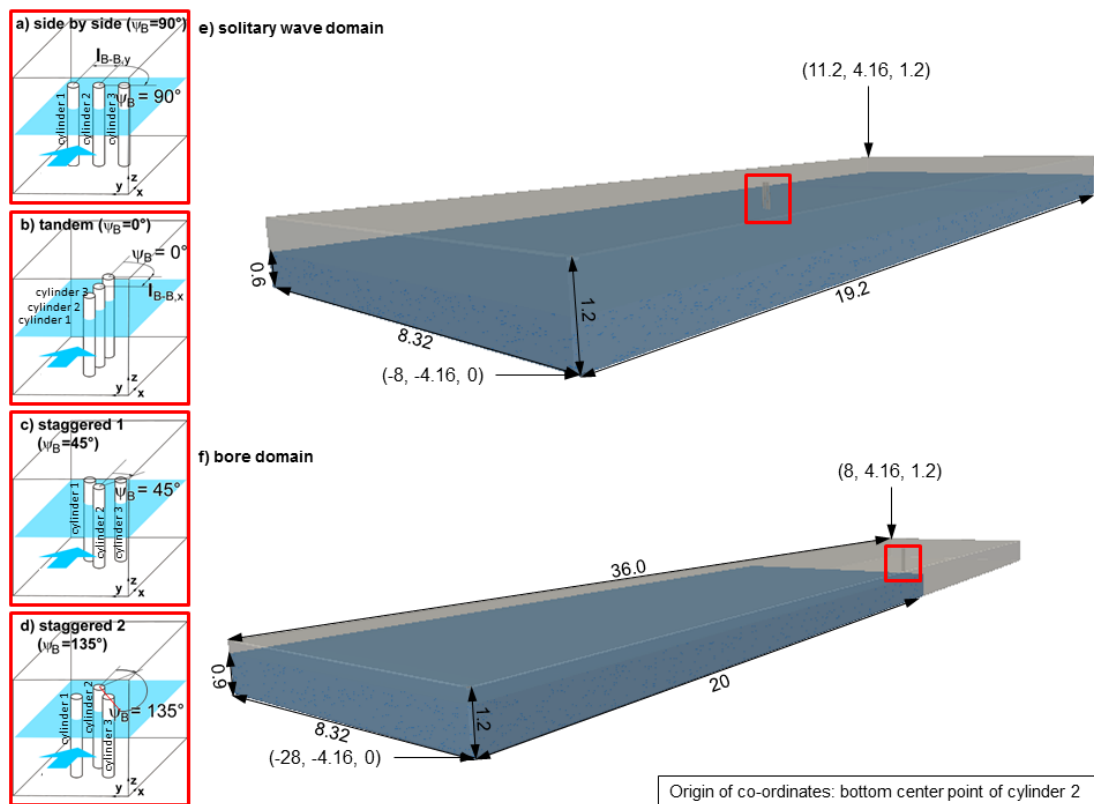 a) side by side (ψB=90°)
lB-B,y
ψB = 90°
cylinder 1
cylinder 2
cylinder 3
z
y
x
b) tandem (ψB=0°)
ψB = 0°
lB-B,x
cylinder 3
cylinder 2
cylinder 1
z
y
x
c) staggered 1
(ψB=45°)
ψB = 45°
cylinder 1
cylinder 2
cylinder 3
z
y
x
d) staggered 2
(ψB=135°)
ψB = 135°
cylinder 1
cylinder 2
cylinder 3
z
y
x
e) solitary wave domain
(11.2, 4.16, 1.2)
0.6
1.2
19.2
8.32
(-8, -4.16, 0)
f) bore domain
(8, 4.16, 1.2)
36.0
0.9
1.2
20
8.32
(-28, -4.16, 0)
Origin of co-ordinates: bottom center point of cylinder 2